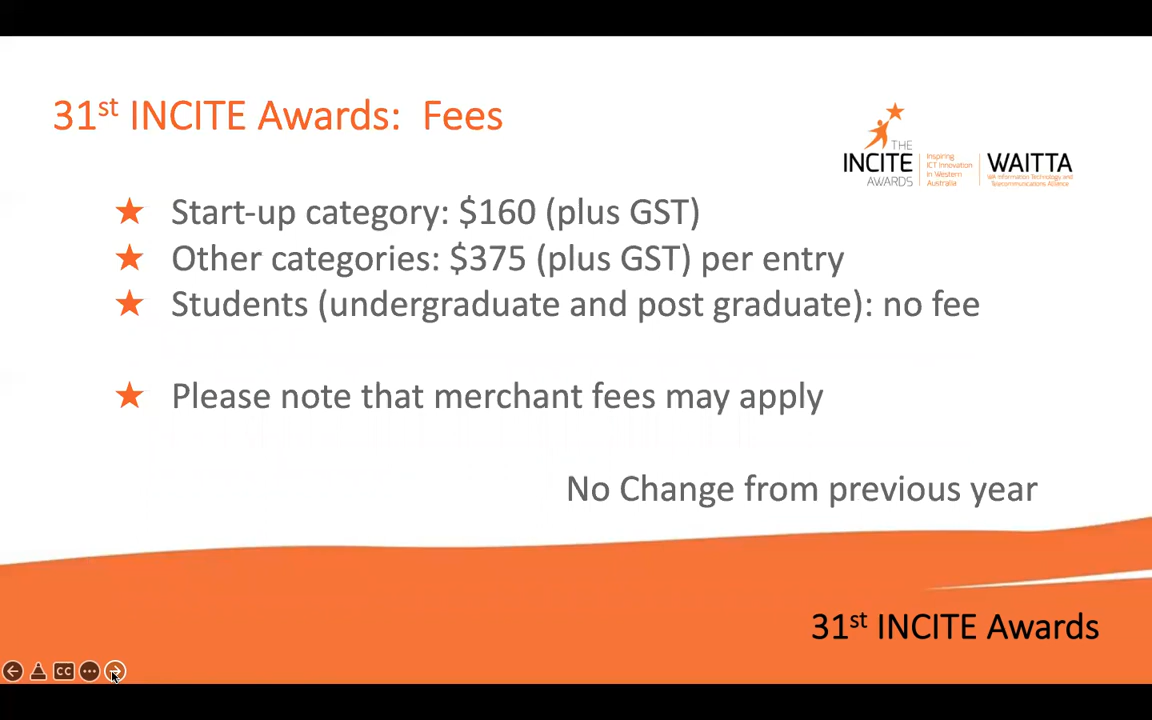 31st INCITE Awards: Fees
THE
INCITE
AWARDS
Inspiring
ICT Innovation
in Western
Australia
WAITTA
WA Information Technology and
Telecommunications Alliance
★ Start-up category: $160 (plus GST)
★ Other categories: $375 (plus GST) per entry
★ Students (undergraduate and post graduate): no fee
★ Please note that merchant fees may apply
No Change from previous year
31st INCITE Awards
CC